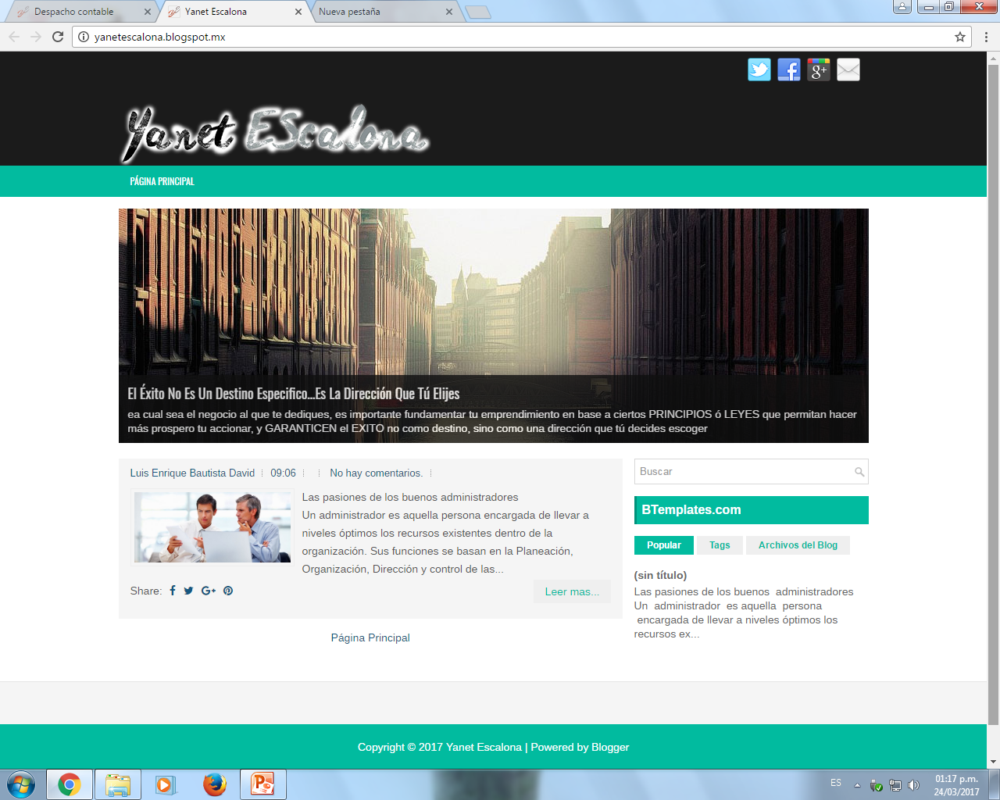 Despacho contable
Yanet Escalona
Nueva pestaña
yanetescalona.blogspot.mx
g+
Yanet EScalona
PÁGINA PRINCIPAL
El Éxito No Es Un Destino Especifico...Es La Dirección Que Tú Elijes
ea cual sea el negocio al que te dediques, es importante fundamentar tu emprendimiento en base a ciertos PRINCIPIOS ó LEYES que permitan hacer
más prospero tu accionar, y GARANTICEN el EXITO no como destino, sino como una dirección que tú decides escoger
Luis Enrique Bautista David
09:06
No hay comentarios.
Las pasiones de los buenos administradores
Un administrador es aquella persona encargada de llevar a
niveles óptimos los recursos existentes dentro de la
organización. Sus funciones se basan en la Planeación,
Organización, Dirección y control de las...
Share:
G+
Leer mas...
Página Principal
Buscar
BTemplates.com
Popular
Tags
Archivos del Blog
(sin título)
Las pasiones de los buenos administradores
Un administrador es aquella persona
encargada de llevar a niveles óptimos los
recursos ex...
Copyright © 2017 Yanet Escalona | Powered by Blogger
ES
01:17 p.m.
24/03/2017